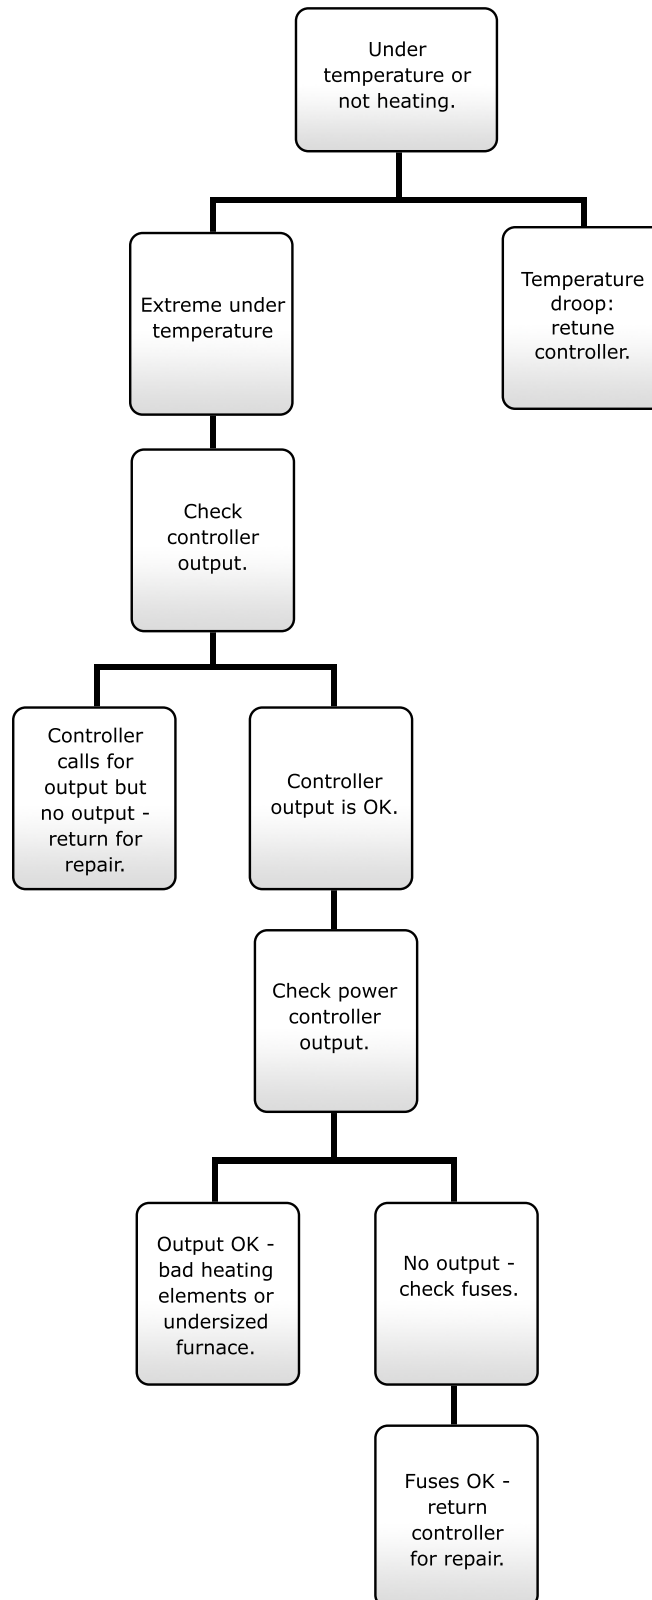 Under
temperature or
not heating.
Extreme under
temperature
Temperature
droop:
retune
controller.
Check
controller
output.
Controller
calls for
output but
no output -
return for
repair.
Controller
output is OK.
Check power
controller
output.
Output OK -
bad heating
elements or
undersized
furnace.
No output -
check fuses.
Fuses OK -
return
controller
for repair.